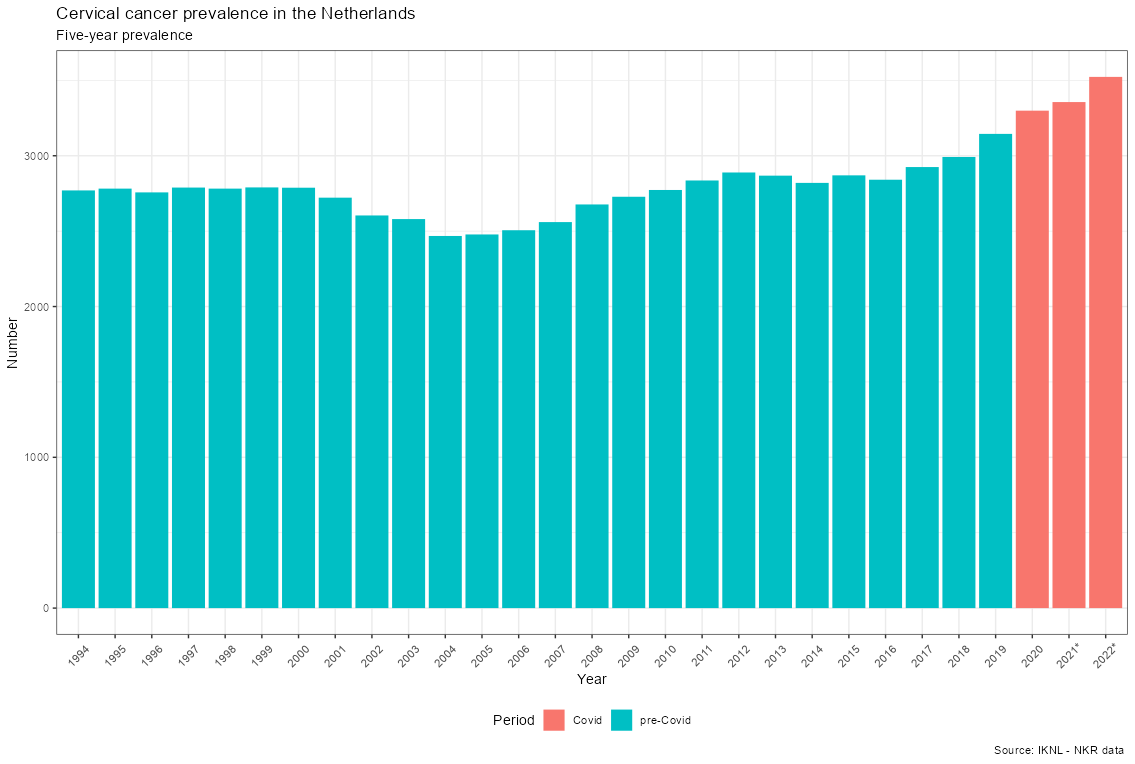 Cervical cancer prevalence in the Netherlands
Five-year prevalence
Number
3000
2000
1000
0
1994 1995 1996 1997 1998 1999 2000 2001 2002 2003 2004 2005 2006 2007 2008 2009 2010 2011 2012 2013 2014 2015 2016 2017 2018 2019 2020 2021* 2022*
Year
Period Covid pre-Covid
Source: IKNL - NKR data